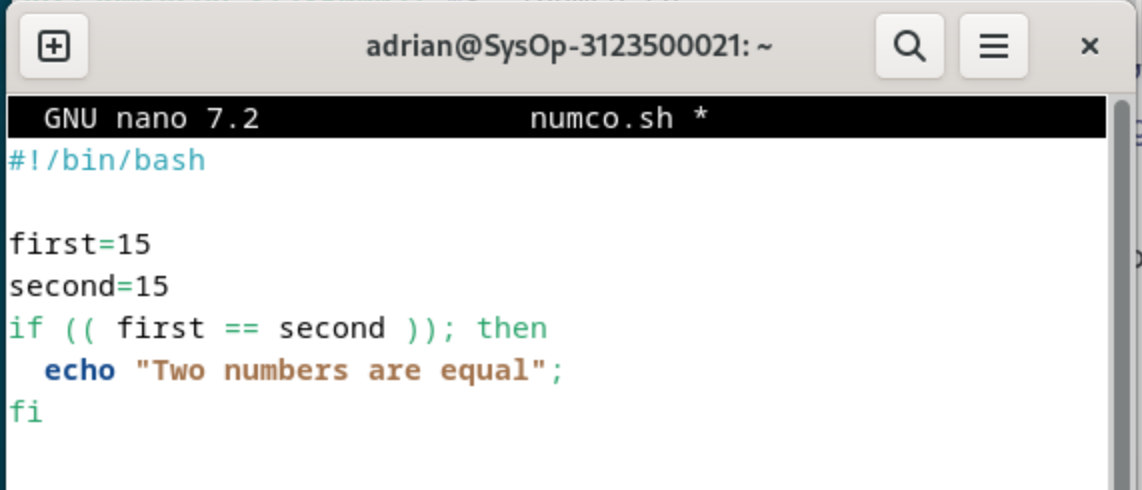 adrian@SysOp-3123500021: ~
GNU nano 7.2 numco.sh *
#!/bin/bash
first=15
second=15
if (( first == second )); then
  echo "Two numbers are equal";
fi